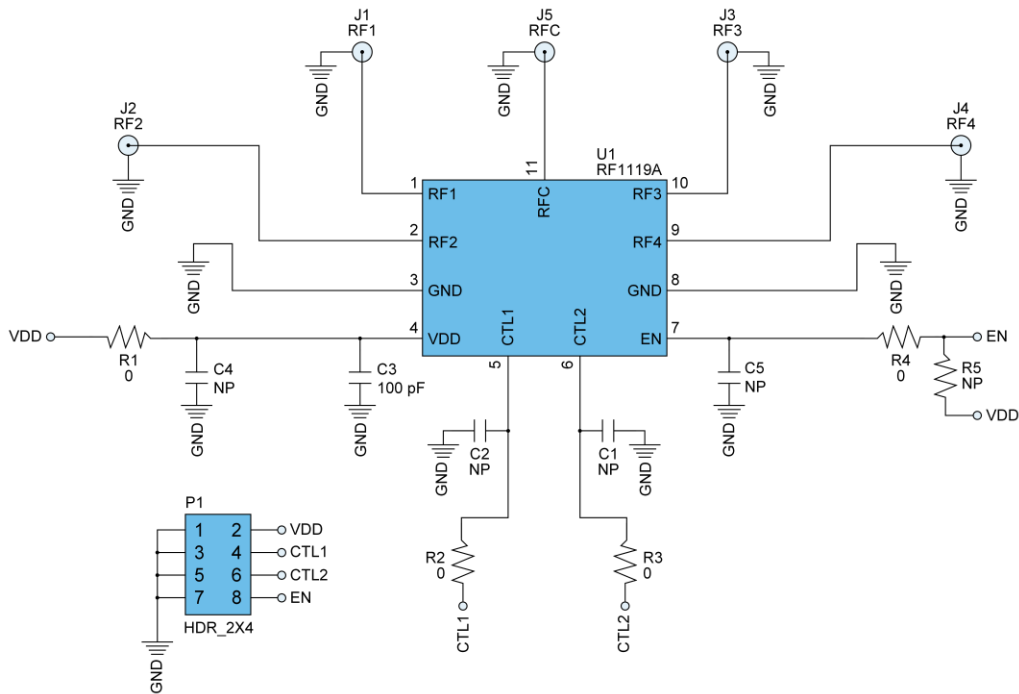 J1
RF1
J5
RFC
J3
RF3
GND
GND
GND
J2
RF2
J4
RF4
GND
GND
U1
RF1119A
11
RFC
1
RF1
RF3
10
2
RF2
RF4
9
GND
3
GND
GND
8
GND
VDD
R1
0
4
VDD
CTL1
CTL2
EN
7
R4
0
EN
R5
NP
VDD
C4
NP
GND
C3
100 pF
GND
5
6
C5
NP
GND
GND
C2
NP
C1
NP
GND
P1
1 2 VDD
3 4 CTL1
5 6 CTL2
7 8 EN
HDR_2X4
GND
R2
0
CTL1
R3
0
CTL2